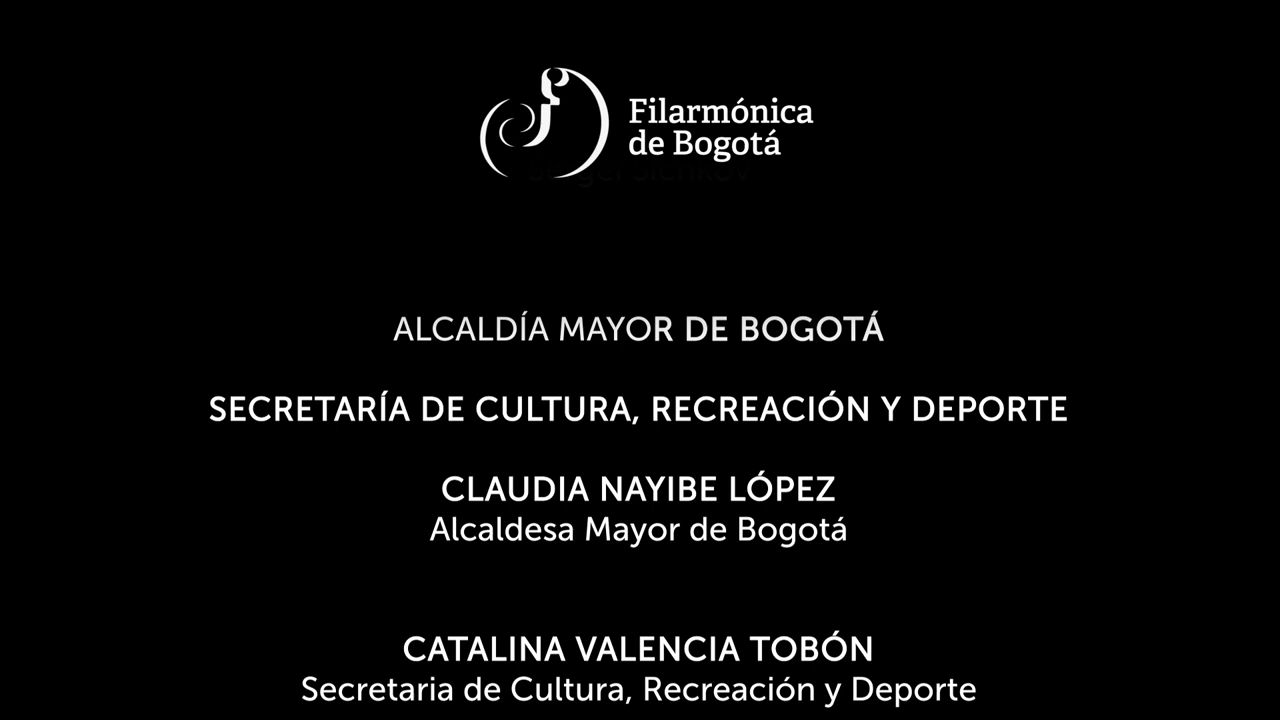 Filarmónica
de Bogotá
ALCALDÍA MAYOR DE BOGOTÁ
SECRETARÍA DE CULTURA, RECREACIÓN Y DEPORTE
CLAUDIA NAYIBE LÓPEZ
Alcaldesa Mayor de Bogotá
CATALINA VALENCIA TOBÓN
Secretaria de Cultura, Recreación y Deporte